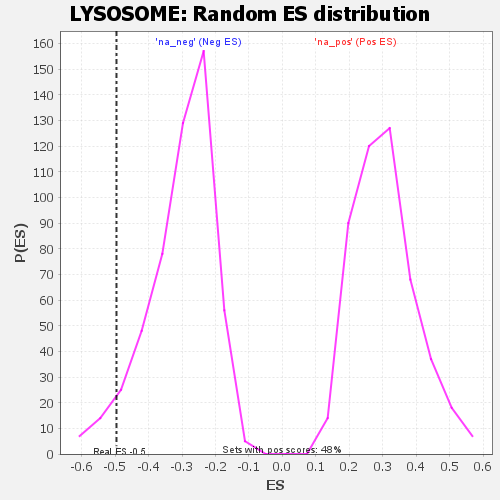 LYSOSOME: Random ES distribution
'na_neg' (Neg ES)
'na_pos' (Pos ES)
160
150
140
130
120
110
100
90
80
70
60
50
40
30
20
10
0
P(ES)
Real ES -0.5
Sets with pos scores: 48%
-0.6 -0.5 -0.4 -0.3 -0.2 -0.1 0.0 0.1 0.2 0.3 0.4 0.5 0.6
ES